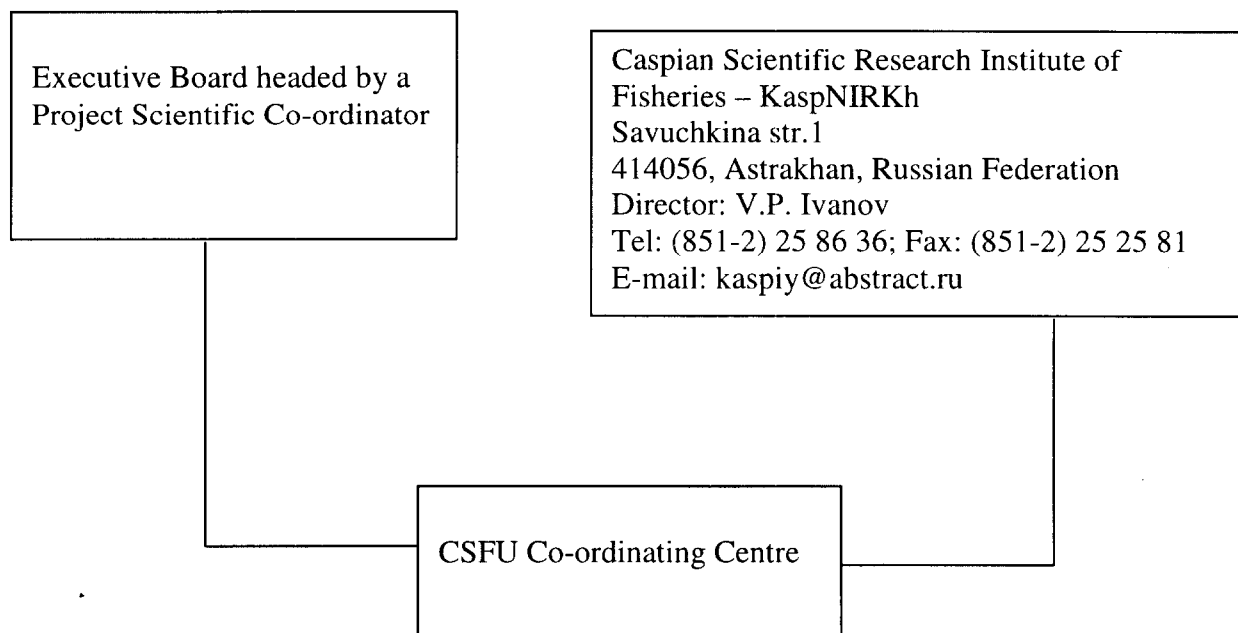 Executive Board headed by a
Project Scientific Co-ordinator
Caspian Scientific Research Institute of
Fisheries – KaspNIRKh
Savuchkina str.1
414056, Astrakhan, Russian Federation
Director: V.P. Ivanov
Tel: (851-2) 25 86 36; Fax: (851-2) 25 25 81
E-mail: kaspiy@abstract.ru
CSFU Co-ordinating Centre